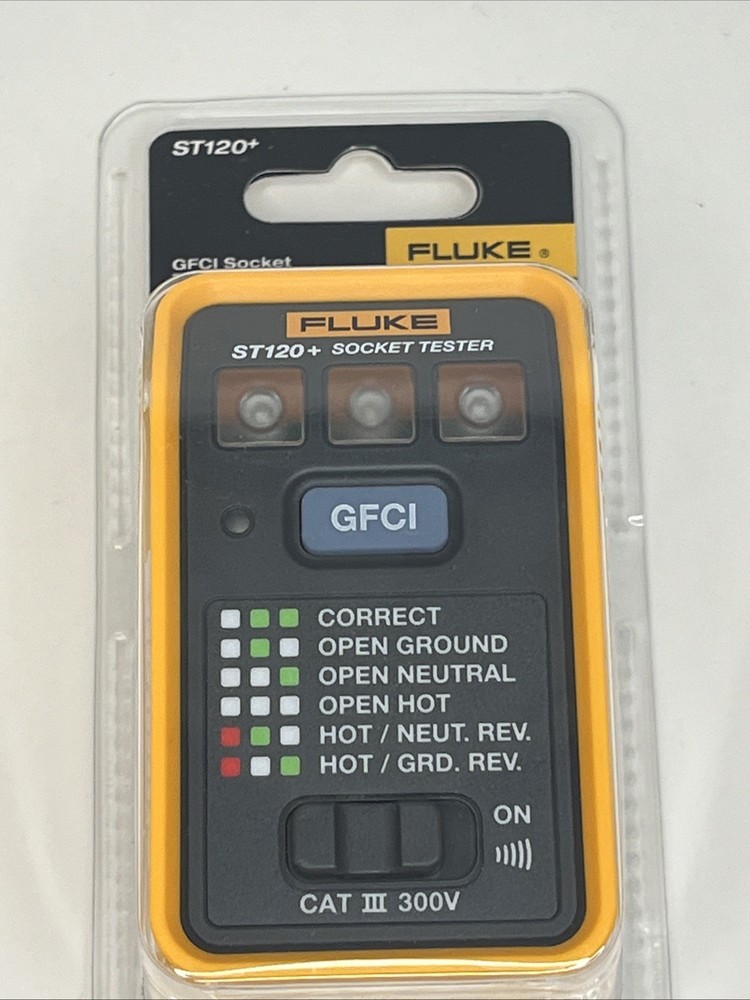 ST120+
FLUKE ®
GFCI Socket
FLUKE
ST120+ SOCKET TESTER
GFCI
CORRECT
OPEN GROUND
OPEN NEUTRAL
OPEN HOT
HOT / NEUT. REV.
HOT / GRD. REV.
ON
CAT III 300V